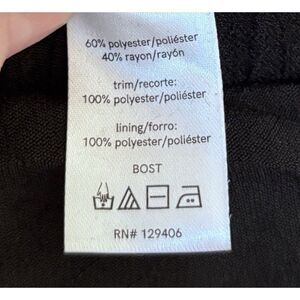 60% polyester/poliéster
40% rayon/rayón
trim/recorte:
100% polyester/poliéster
lining/forro:
100% polyester/poliéster
BOST
RN# 129406